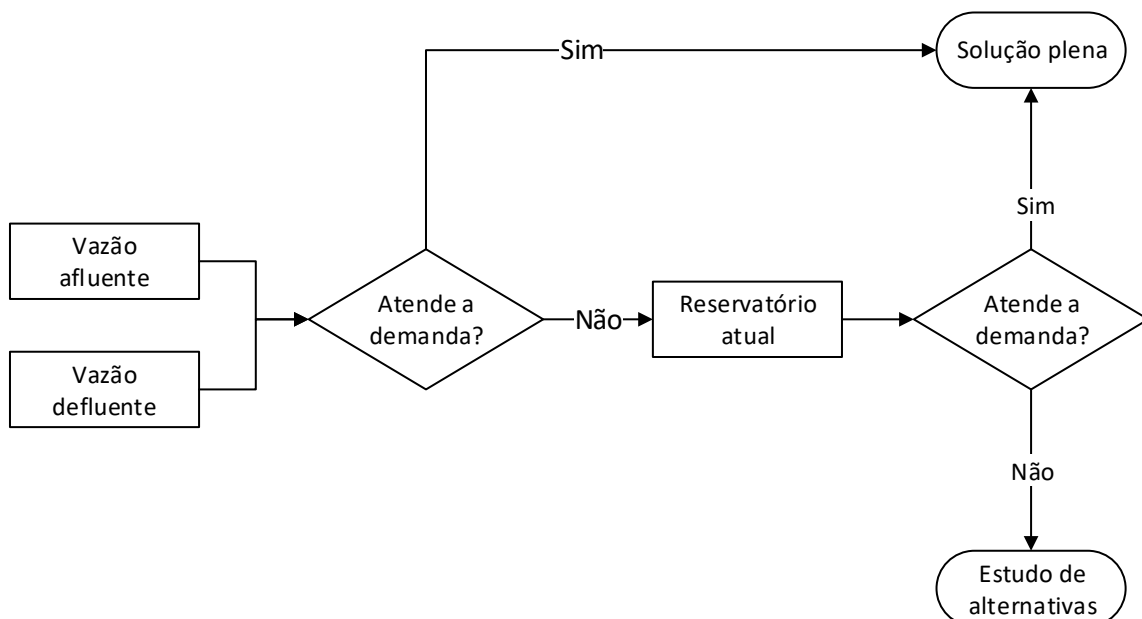 Sim
Solução plena
Sim
Vazão
afluente
Atende a
demanda?
Não
Reservatório
atual
Atende a
demanda?
Vazão
defluente
Não
Estudo de
alternativas